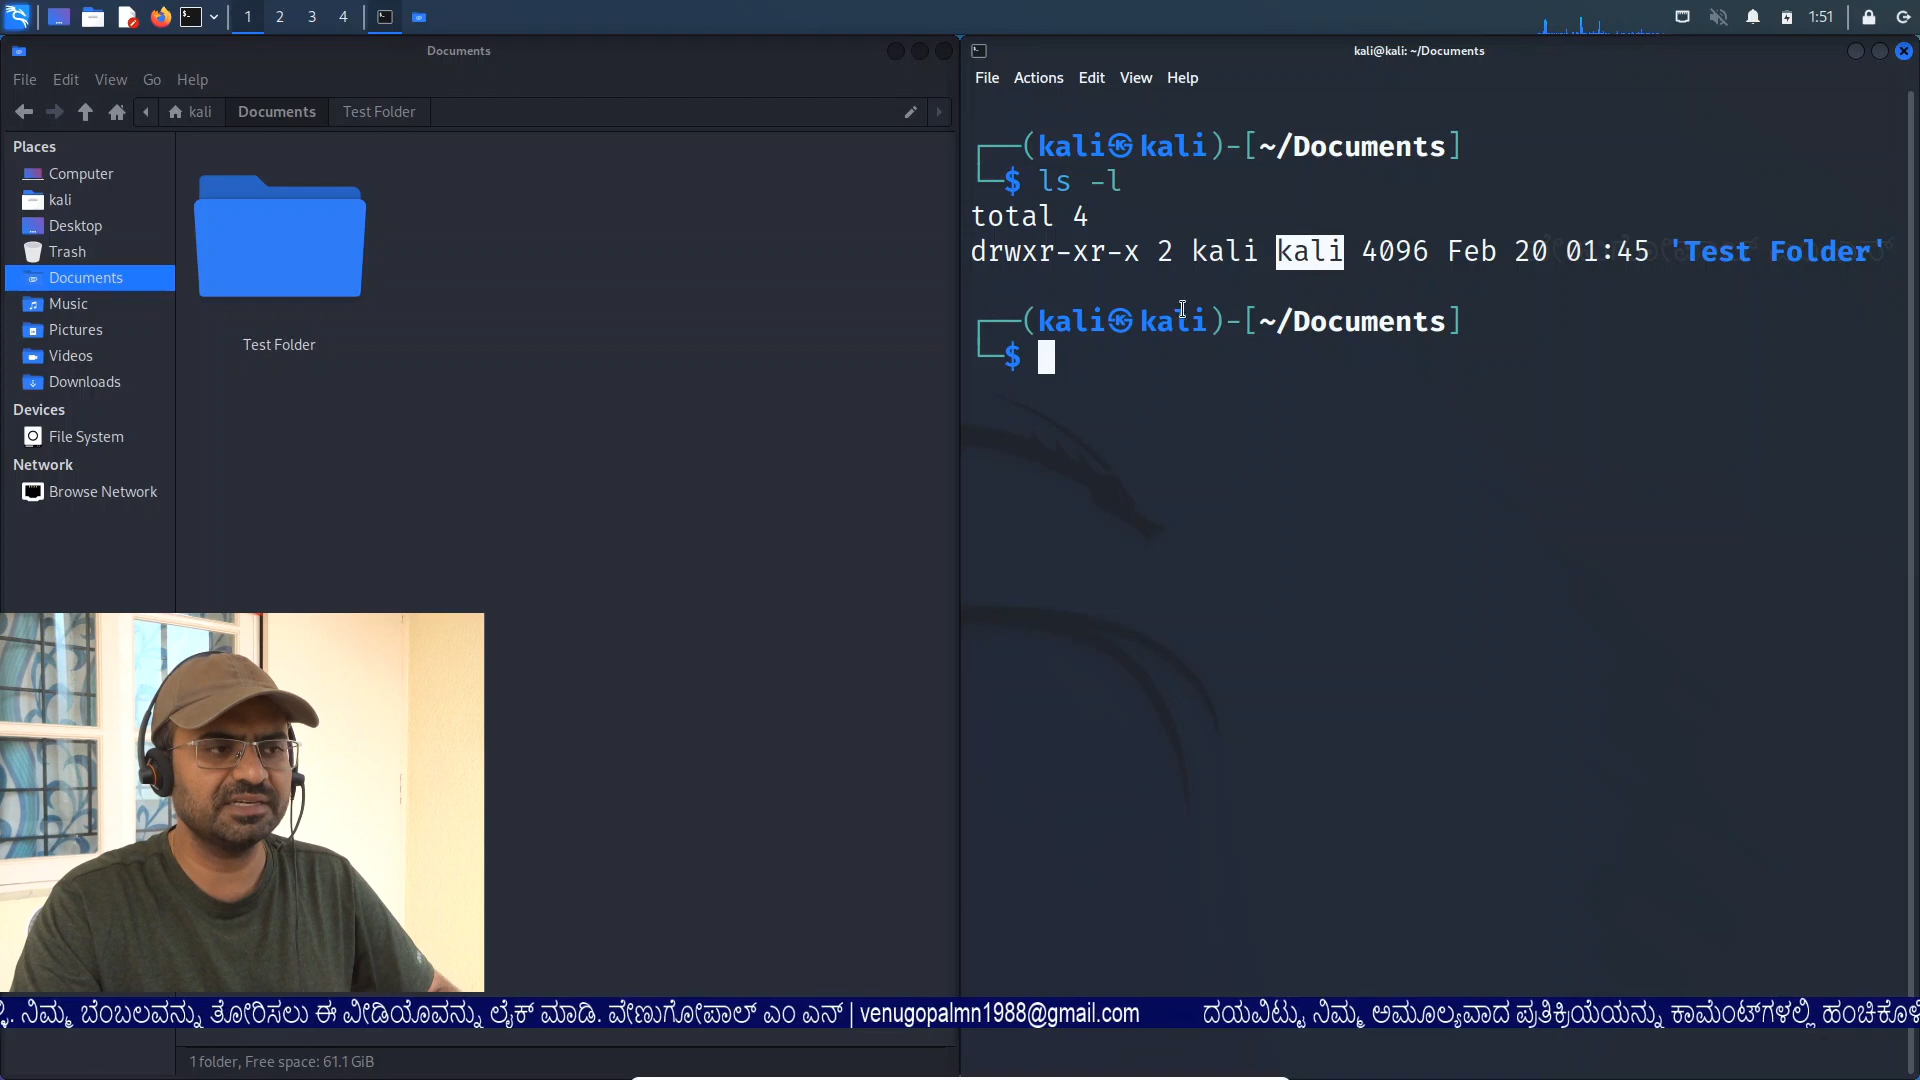 1 2 3 4
1:51
Documents
File Edit View Go Help
kali Documents Test Folder
Places
Computer
kali
Desktop
Trash
Documents
Music
Pictures
Videos
Downloads
Devices
File System
Network
Browse Network
Test Folder
1 folder, Free space: 61.1 GiB
kali@kali: ~/Documents
File Actions Edit View Help
(kali㉿kali)-[~/Documents]
$ ls -l
total 4
drwxr-xr-x 2 kali kali 4096 Feb 20 01:45 'Test Folder'
(kali㉿kali)-[~/Documents]
$
ನಿಮ್ಮ ಬೆಂಬಲವನ್ನು ತೋರಿಸಲು ಈ ವೀಡಿಯೊವನ್ನು ಲೈಕ್ ಮಾಡಿ. ವೇಣುಗೋಪಾಲ್ ಎಂ ಎನ್ | venugopalmn1988@gmail.com ದಯವಿಟ್ಟು ನಿಮ್ಮ ಅಮೂಲ್ಯವಾದ ಪ್ರತಿಕ್ರಿಯೆಯನ್ನು ಕಾಮೆಂಟ್‌ಗಳಲ್ಲಿ